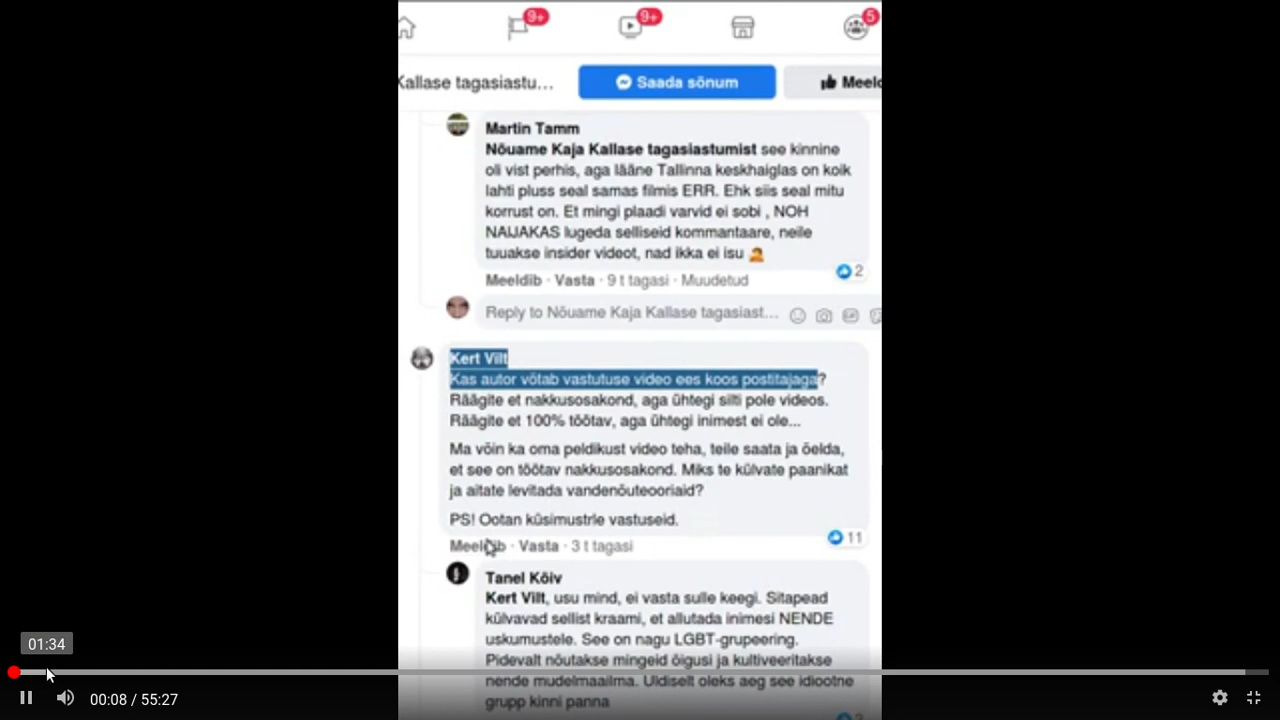 9+
9+
5
Kallase tagasiastu...
Saada sõnum
Meeld
Martin Tamm
Nõuame Kaja Kallase tagasiastumist see kinnine
oli vist perhis, aga lääne Tallinna keskhaiglas on koik
lahti pluss seal samas filmis ERR. Ehk siis seal mitu
korrust on. Et mingi plaadi varvid ei sobi , NOH
NAIJAKAS lugeda selliseid kommantaare, neile
tuuakse insider videot, nad ikka ei isu
2
Meeldib · Vasta · 9 t tagasi · Muudetud
Reply to Nõuame Kaja Kallase tagasiast...
Kert Vilt
Kas autor võtab vastutuse video ees koos postitajaga?
Räägite et nakkusosakond, aga ühtegi silti pole videos.
Räägite et 100% töötav, aga ühtegi inimest ei ole...
Ma võin ka oma peldikust video teha, teile saata ja öelda,
et see on töötav nakkusosakond. Miks te külvate paanikat
ja aitate levitada vandenõuteooriaid?
PS! Ootan küsimustrle vastuseid.
11
Meeldib · Vasta · 3 t tagasi
Tanel Kõiv
Kert Vilt, usu mind, ei vasta sulle keegi. Sitapead
külvavad sellist kraami, et allutada inimesi NENDE
uskumustele. See on nagu LGBT-grupeering.
Pidevalt nõutakse mingeid õigusi ja kultiveeritakse
nende mudelmaailma. Üldiselt oleks aeg see idiootne
grupp kinni panna
01:34
00:08 / 55:27